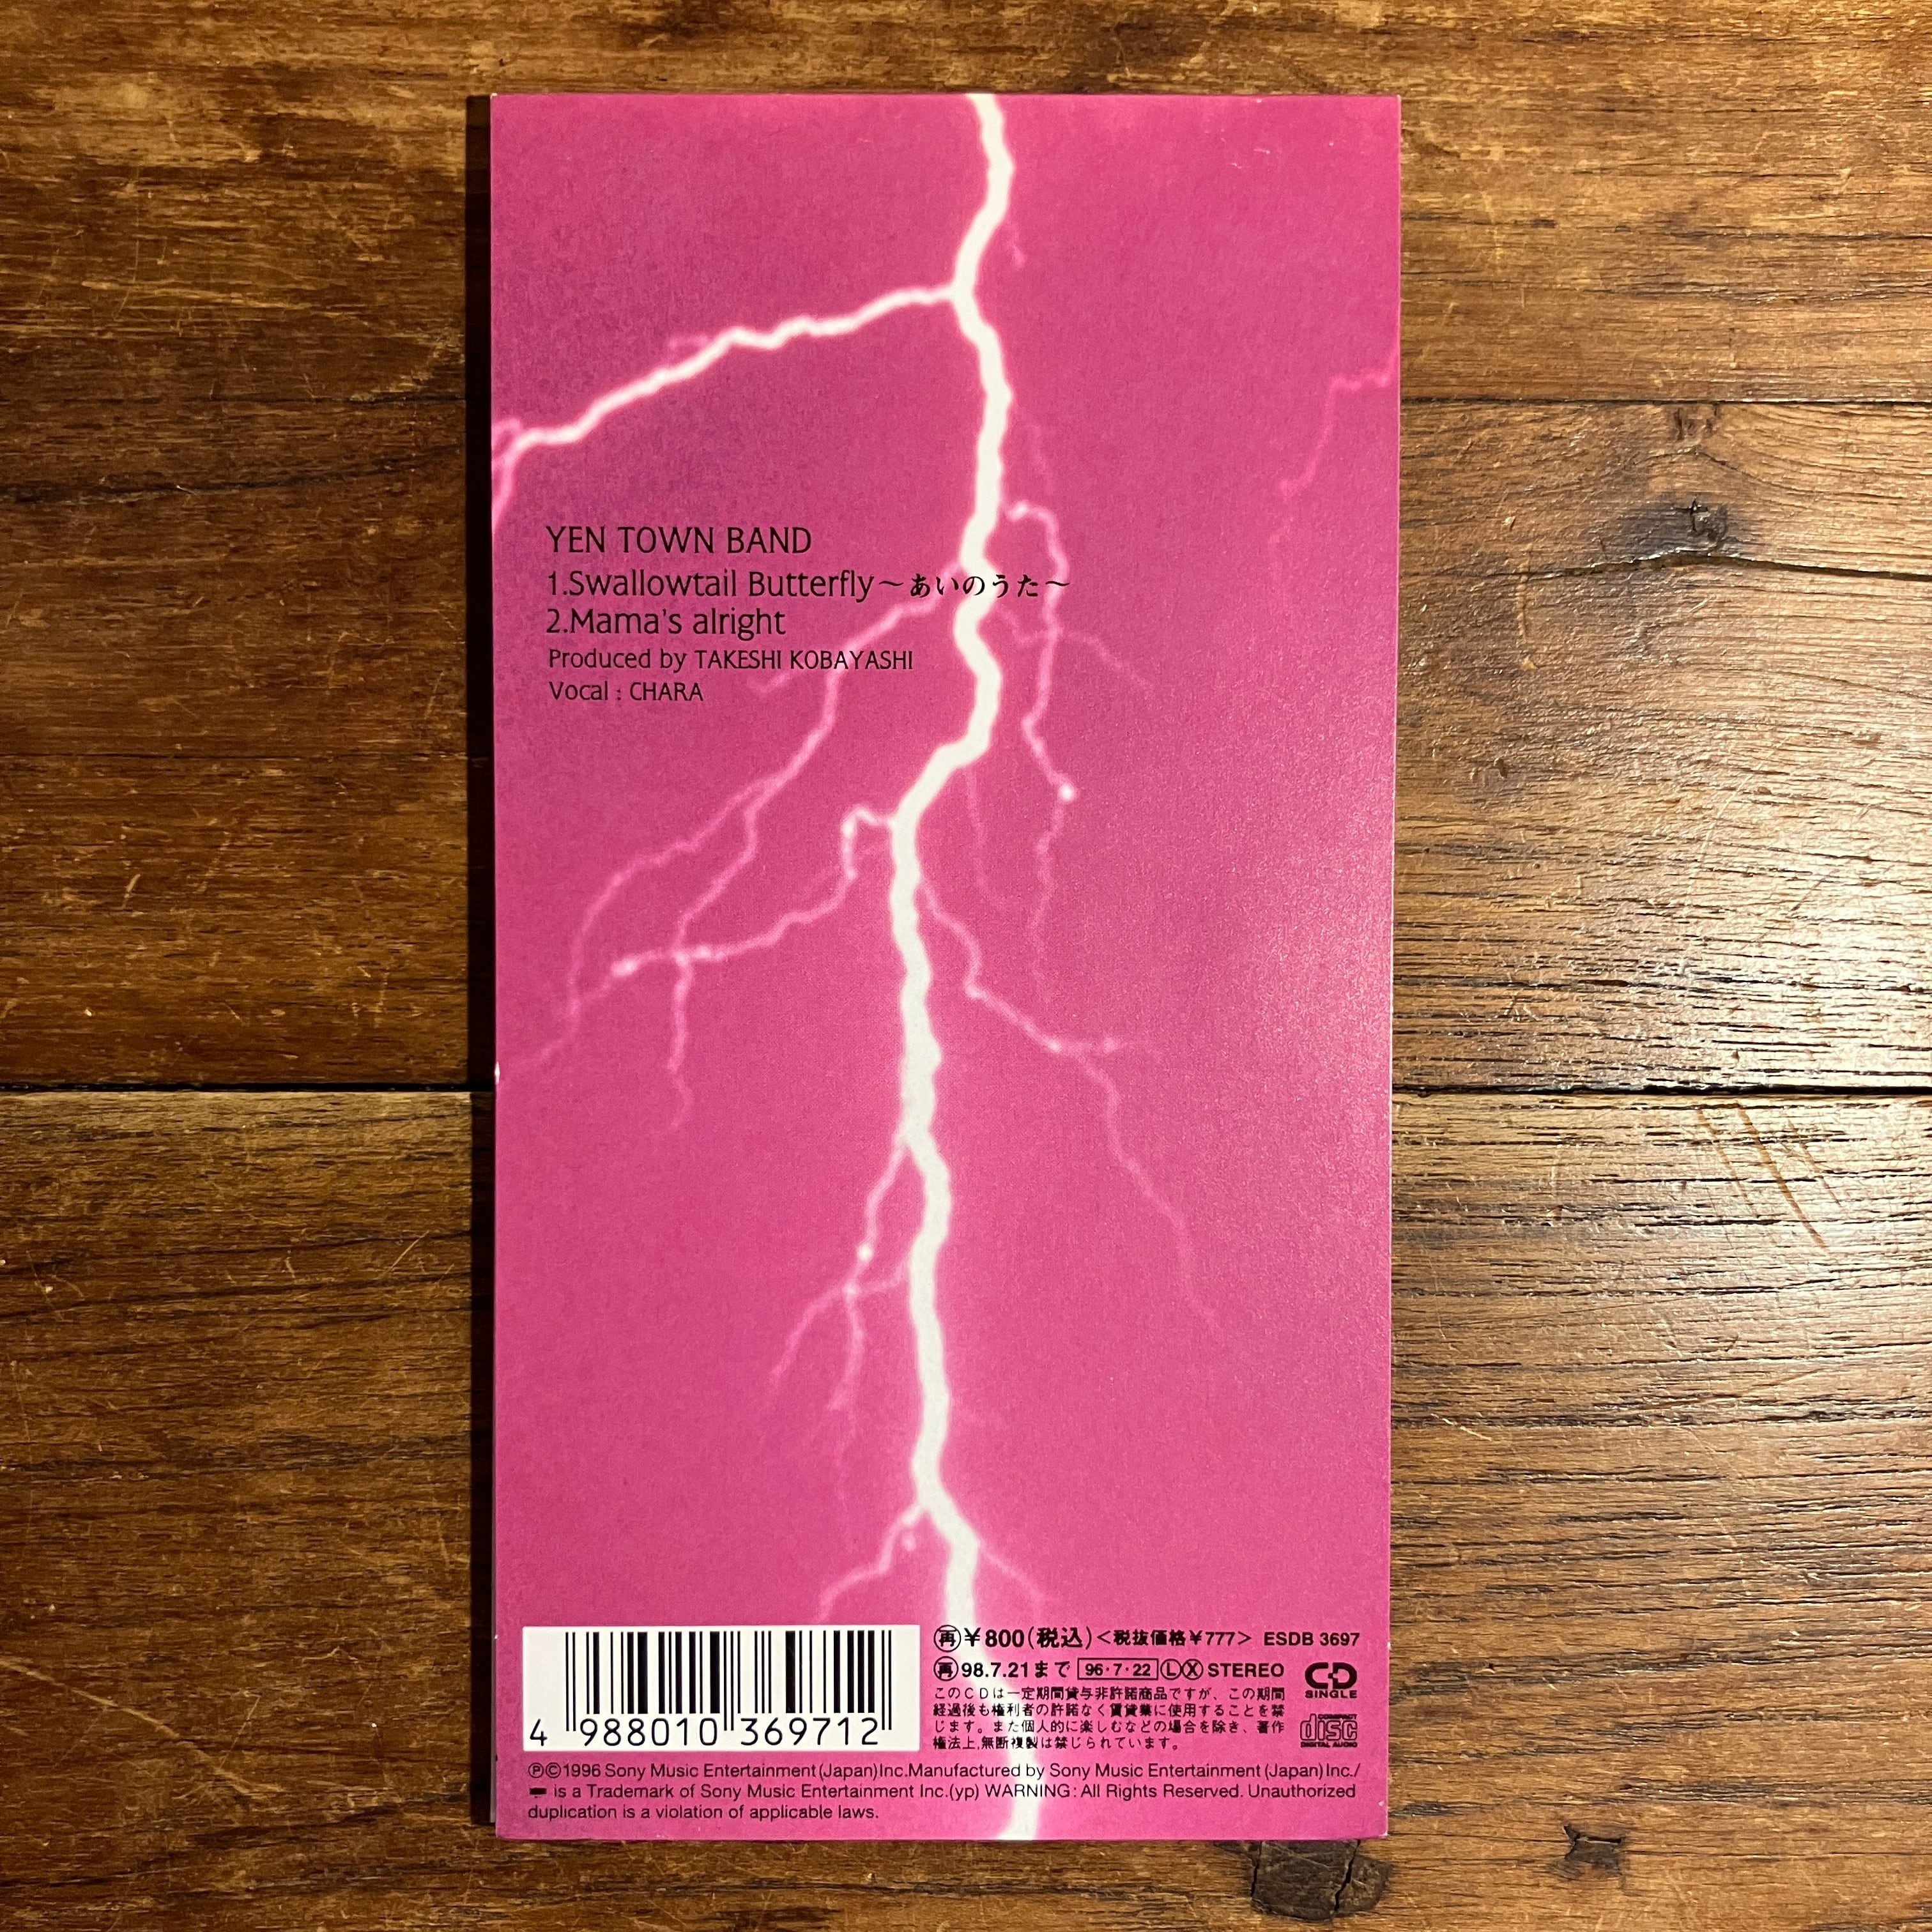 YEN TOWN BAND
1.Swallowtail Butterfly～あいのうた～
2.Mama's alright
Produced by TAKESHI KOBAYASHI
Vocal : CHARA
4 988010 369712
再¥800(税込)<税抜価格¥777> ESDB 3697
再98.7.21まで 96・7・22 Ⓛ Ⓧ STEREO
CD SINGLE
このCDは一定期間貸与非許諾商品ですが、この期間
経過後も権利者の許諾なく賃貸業に使用することを禁
じます。また個人的に楽しむなどの場合を除き、著作
権法上,無断複製は禁じられています。
COMPACT disc DIGITAL AUDIO
℗©1996 Sony Music Entertainment(Japan)Inc.Manufactured by Sony Music Entertainment(Japan)Inc./
is a Trademark of Sony Music Entertainment Inc.(yp) WARNING: All Rights Reserved. Unauthorized
duplication is a violation of applicable laws.